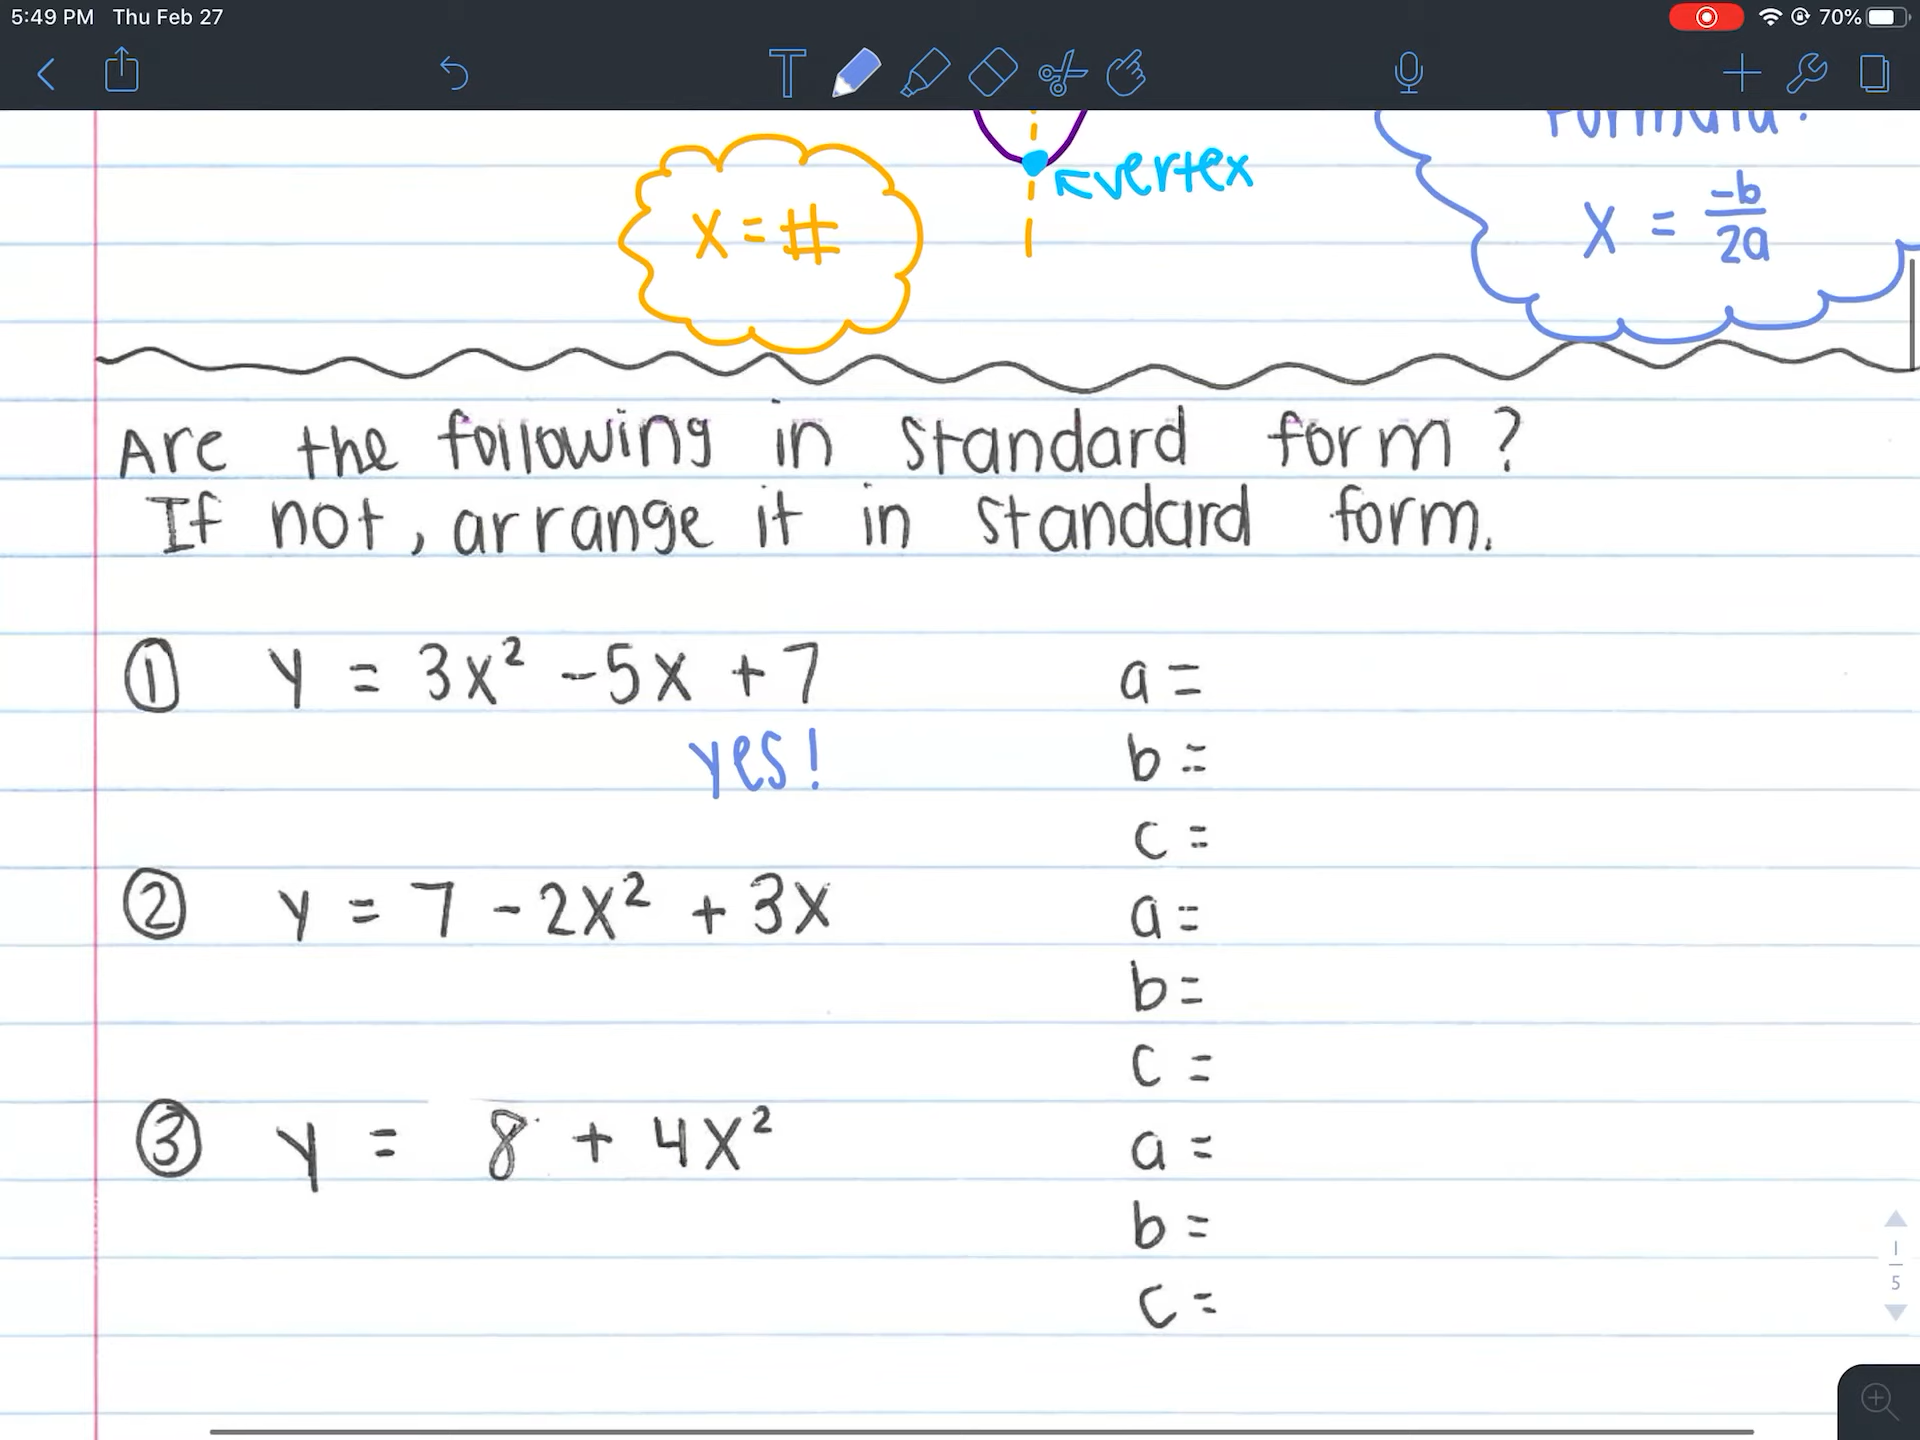 5:49 PM Thu Feb 27
70%
formula:
vertex
x = #
x = -b/2a
Are the following in standard form?
If not, arrange it in standard form.
① y = 3x² -5x +7
a =
yes!
b =
c =
② y = 7 - 2x² + 3x
a =
b =
c =
③ y = 8 + 4x²
a =
b =
c =
1
5